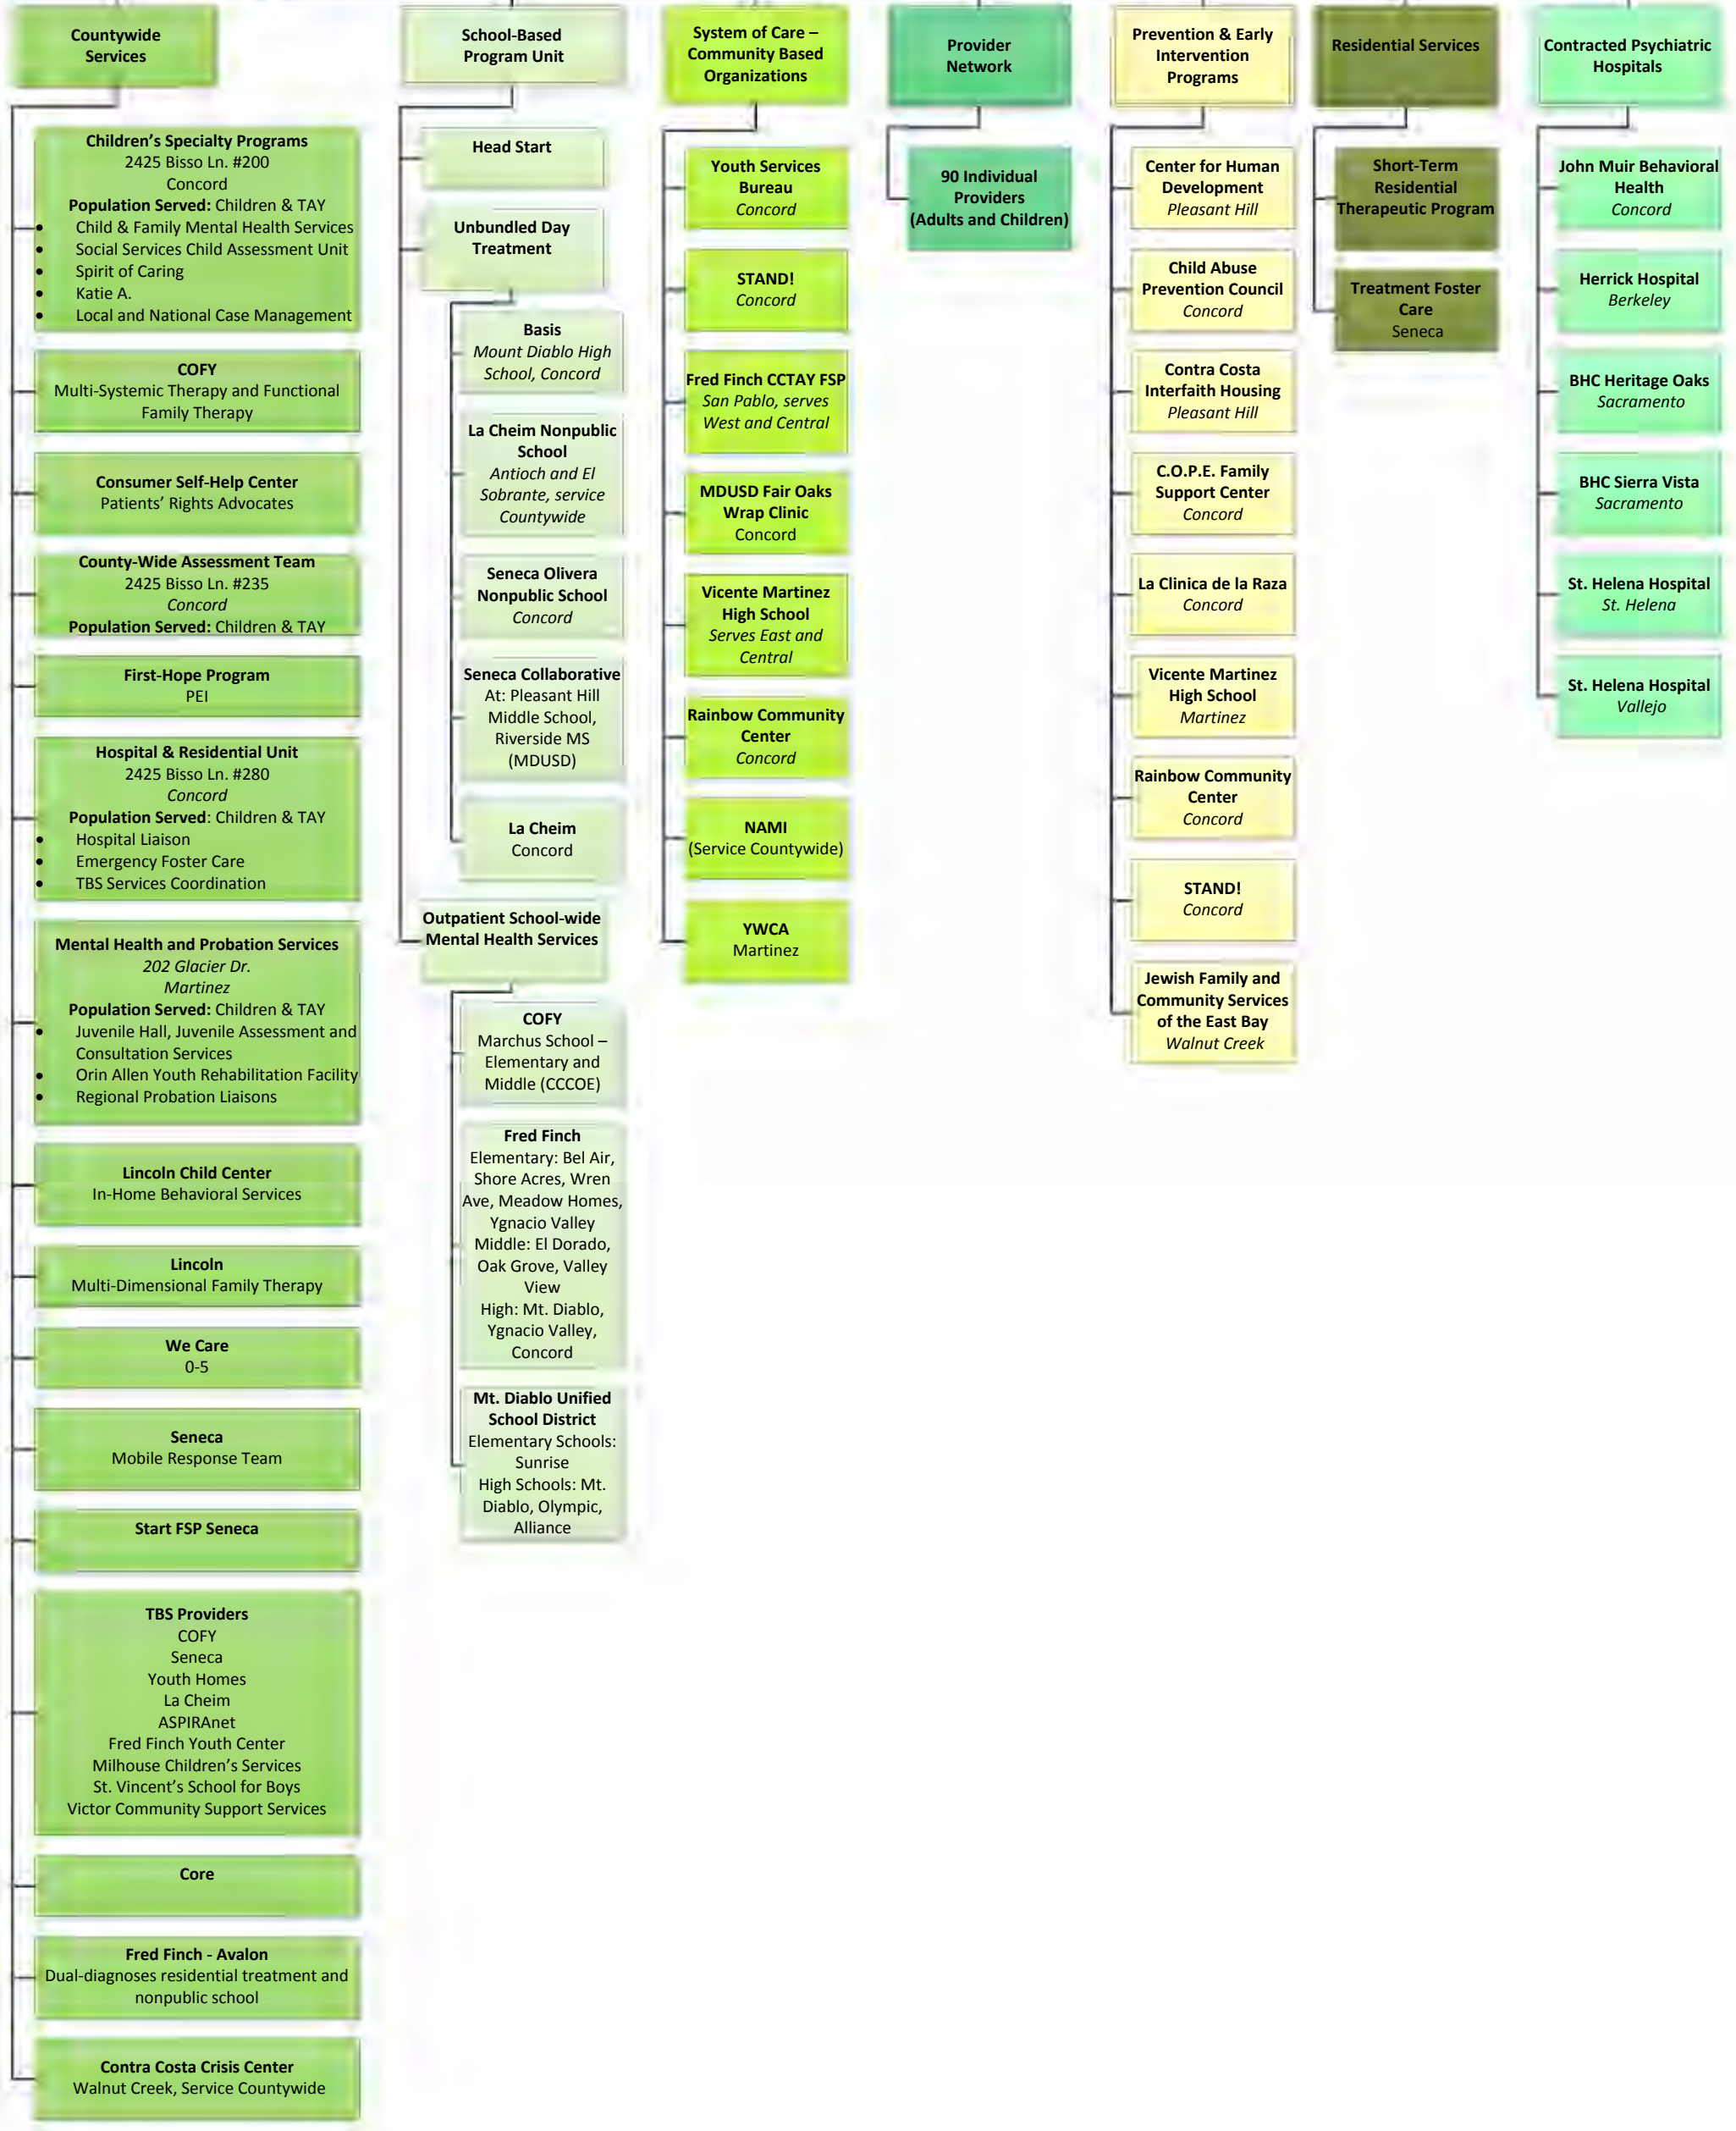 Countywide
Services
Children's Specialty Programs
2425 Bisso Ln. #200
Concord
Population Served: Children & TAY
• Child & Family Mental Health Services
• Social Services Child Assessment Unit
• Spirit of Caring
• Katie A.
• Local and National Case Management
COFY
Multi-Systemic Therapy and Functional
Family Therapy
Consumer Self-Help Center
Patients' Rights Advocates
County-Wide Assessment Team
2425 Bisso Ln. #235
Concord
Population Served: Children & TAY
First-Hope Program
PEI
Hospital & Residential Unit
2425 Bisso Ln. #280
Concord
Population Served: Children & TAY
• Hospital Liaison
• Emergency Foster Care
• TBS Services Coordination
Mental Health and Probation Services
202 Glacier Dr.
Martinez
Population Served: Children & TAY
• Juvenile Hall, Juvenile Assessment and
Consultation Services
• Orin Allen Youth Rehabilitation Facility
• Regional Probation Liaisons
Lincoln Child Center
In-Home Behavioral Services
Lincoln
Multi-Dimensional Family Therapy
We Care
0-5
Seneca
Mobile Response Team
Start FSP Seneca
TBS Providers
COFY
Seneca
Youth Homes
La Cheim
ASPIRAnet
Fred Finch Youth Center
Milhouse Children's Services
St. Vincent's School for Boys
Victor Community Support Services
Core
Fred Finch - Avalon
Dual-diagnoses residential treatment and
nonpublic school
Contra Costa Crisis Center
Walnut Creek, Service Countywide
School-Based
Program Unit
Head Start
Unbundled Day
Treatment
Basis
Mount Diablo High
School, Concord
La Cheim Nonpublic
School
Antioch and El
Sobrante, service
Countywide
Seneca Olivera
Nonpublic School
Concord
Seneca Collaborative
At: Pleasant Hill
Middle School,
Riverside MS
(MDUSD)
La Cheim
Concord
Outpatient School-wide
Mental Health Services
COFY
Marchus School –
Elementary and
Middle (CCCOE)
Fred Finch
Elementary: Bel Air,
Shore Acres, Wren
Ave, Meadow Homes,
Ygnacio Valley
Middle: El Dorado,
Oak Grove, Valley
View
High: Mt. Diablo,
Ygnacio Valley,
Concord
Mt. Diablo Unified
School District
Elementary Schools:
Sunrise
High Schools: Mt.
Diablo, Olympic,
Alliance
System of Care –
Community Based
Organizations
Youth Services
Bureau
Concord
STAND!
Concord
Fred Finch CCTAY FSP
San Pablo, serves
West and Central
MDUSD Fair Oaks
Wrap Clinic
Concord
Vicente Martinez
High School
Serves East and
Central
Rainbow Community
Center
Concord
NAMI
(Service Countywide)
YWCA
Martinez
Provider
Network
90 Individual
Providers
(Adults and Children)
Prevention & Early
Intervention
Programs
Center for Human
Development
Pleasant Hill
Child Abuse
Prevention Council
Concord
Contra Costa
Interfaith Housing
Pleasant Hill
C.O.P.E. Family
Support Center
Concord
La Clinica de la Raza
Concord
Vicente Martinez
High School
Martinez
Rainbow Community
Center
Concord
STAND!
Concord
Jewish Family and
Community Services
of the East Bay
Walnut Creek
Residential Services
Short-Term
Residential
Therapeutic Program
Treatment Foster
Care
Seneca
Contracted Psychiatric
Hospitals
John Muir Behavioral
Health
Concord
Herrick Hospital
Berkeley
BHC Heritage Oaks
Sacramento
BHC Sierra Vista
Sacramento
St. Helena Hospital
St. Helena
St. Helena Hospital
Vallejo